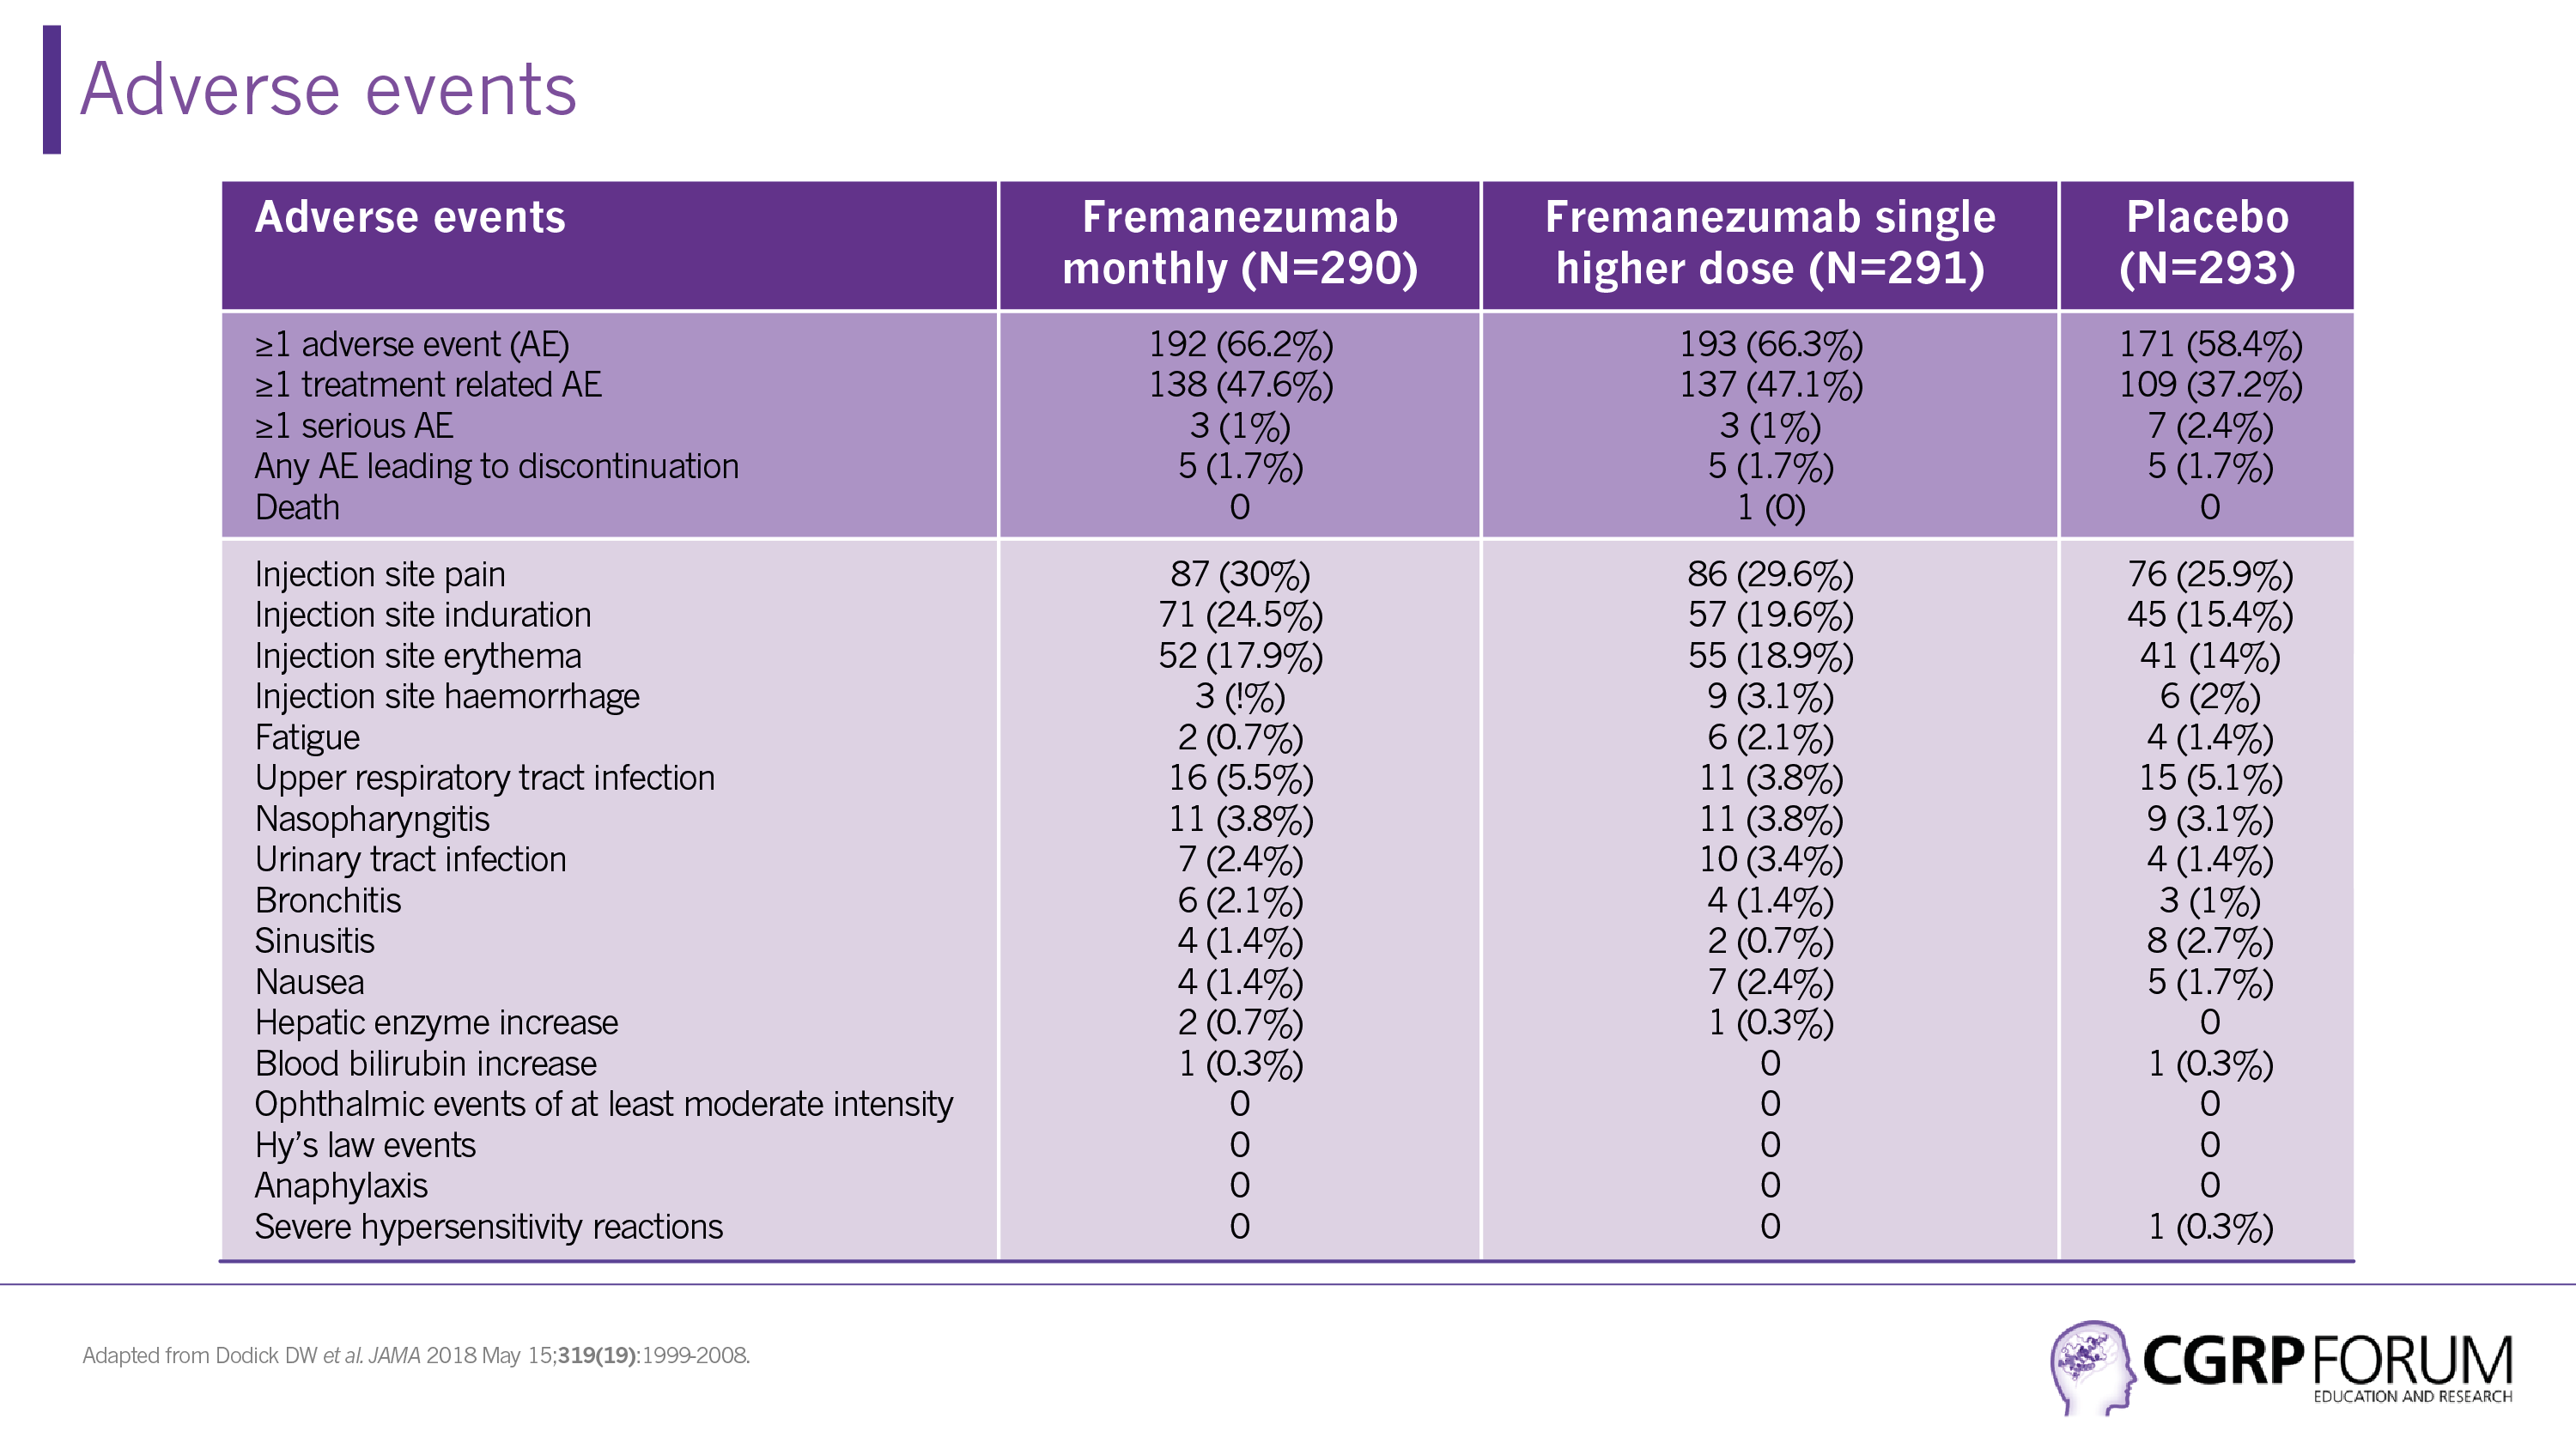 Adverse events
Adverse events Fremanezumab monthly (N=290) Fremanezumab single higher dose (N=291) Placebo (N=293)
≥1 adverse event (AE) 192 (66.2%) 193 (66.3%) 171 (58.4%)
≥1 treatment related AE 138 (47.6%) 137 (47.1%) 109 (37.2%)
≥1 serious AE 3 (1%) 3 (1%) 7 (2.4%)
Any AE leading to discontinuation 5 (1.7%) 5 (1.7%) 5 (1.7%)
Death 0 1 (0) 0
Injection site pain 87 (30%) 86 (29.6%) 76 (25.9%)
Injection site induration 71 (24.5%) 57 (19.6%) 45 (15.4%)
Injection site erythema 52 (17.9%) 55 (18.9%) 41 (14%)
Injection site haemorrhage 3 (!%) 9 (3.1%) 6 (2%)
Fatigue 2 (0.7%) 6 (2.1%) 4 (1.4%)
Upper respiratory tract infection 16 (5.5%) 11 (3.8%) 15 (5.1%)
Nasopharyngitis 11 (3.8%) 11 (3.8%) 9 (3.1%)
Urinary tract infection 7 (2.4%) 10 (3.4%) 4 (1.4%)
Bronchitis 6 (2.1%) 4 (1.4%) 3 (1%)
Sinusitis 4 (1.4%) 2 (0.7%) 8 (2.7%)
Nausea 4 (1.4%) 7 (2.4%) 5 (1.7%)
Hepatic enzyme increase 2 (0.7%) 1 (0.3%) 0
Blood bilirubin increase 1 (0.3%) 0 1 (0.3%)
Ophthalmic events of at least moderate intensity 0 0 0
Hy’s law events 0 0 0
Anaphylaxis 0 0 0
Severe hypersensitivity reactions 0 0 1 (0.3%)
Adapted from Dodick DW et al. JAMA 2018 May 15;319(19):1999-2008.
CGRP FORUM
EDUCATION AND RESEARCH